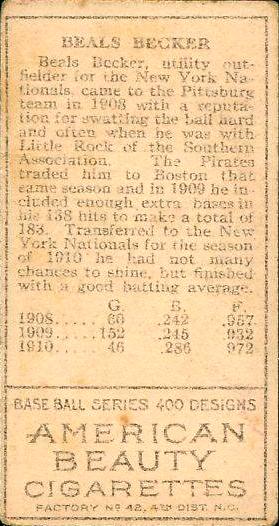 BEALS BECKER
Beals Becker, utility out-
fielder for the New York Na-
tionals, came to the Pittsburg
team in 1908 with a reputa-
tion for swatting the ball hard
and often when he was with
Little Rock of the Southern
Association. The Pirates
traded him to Boston that
same season and in 1909 he in-
cluded enough extra bases in
his 138 hits to make a total of
183. Transferred to the New
York Nationals for the season
of 1910 he had not many
chances to shine, but finished
with a good batting average.
G. B. F.
1908..... 60 .242 .957
1909..... 152 .245 .932
1910..... 46 .286 .972
BASE BALL SERIES 400 DESIGNS
AMERICAN
BEAUTY
CIGARETTES
FACTORY No 42, 4TH DIST. N.C.